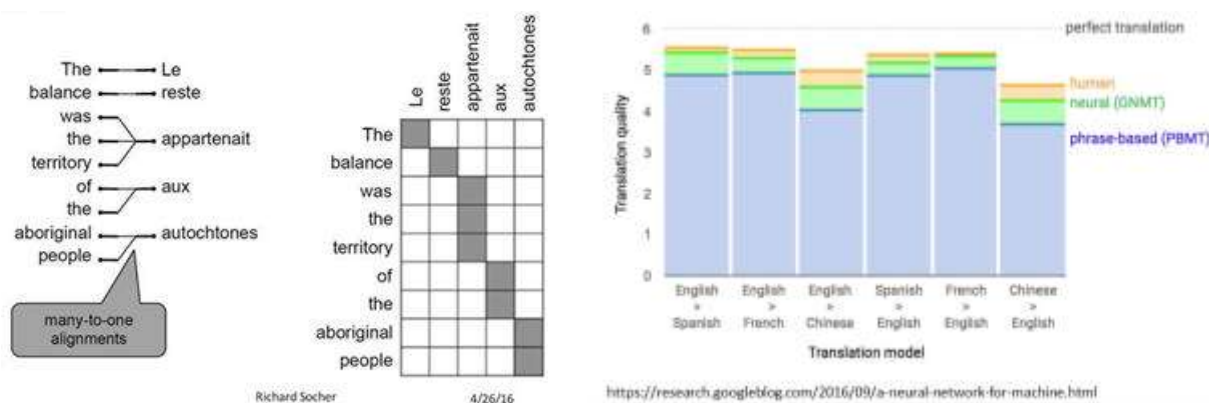 The Le
balance reste
was
the appartenait
territory
of aux
the
aboriginal autochtones
people
many-to-one
alignments
Le
reste
appartenait
aux
autochtones
The
balance
was
the
territory
of
the
aboriginal
people
Richard Socher 4/26/16
6
5
4
3
2
1
0
Translation quality
perfect translation
human
neural (GNMT)
phrase-based (PBMT)
English
>
Spanish
English
>
French
English
>
Chinese
Spanish
>
English
French
>
English
Chinese
>
English
Translation model
https://research.googleblog.com/2016/09/a-neural-network-for-machine.html